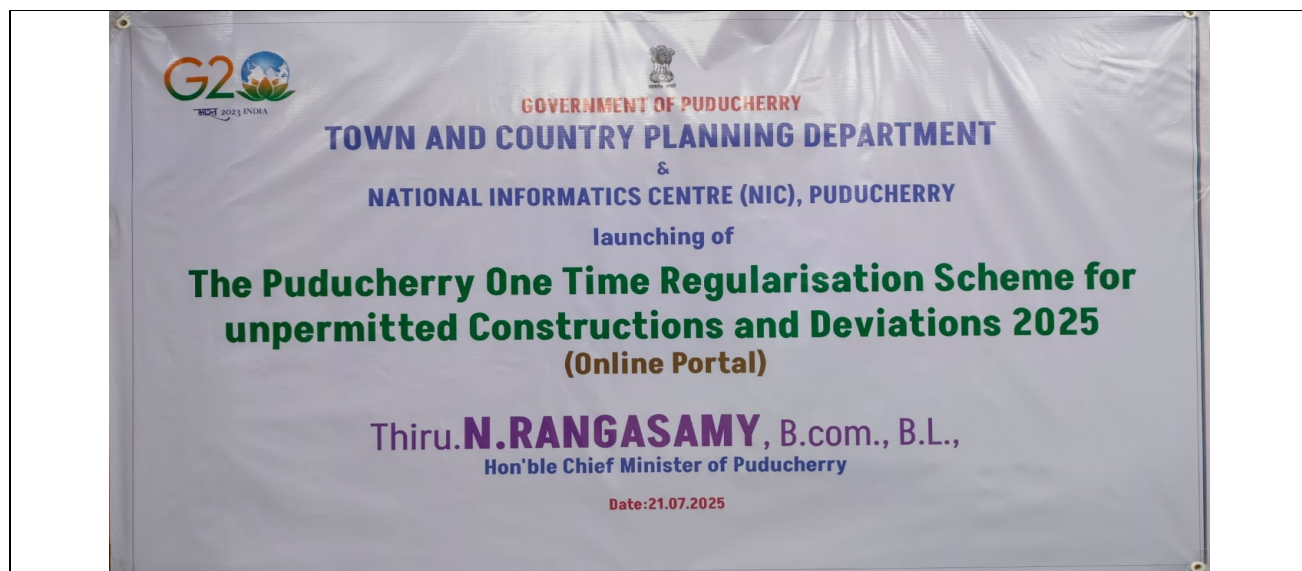 G20
भारत 2023 INDIA
GOVERNMENT OF PUDUCHERRY
TOWN AND COUNTRY PLANNING DEPARTMENT
&
NATIONAL INFORMATICS CENTRE (NIC), PUDUCHERRY
launching of
The Puducherry One Time Regularisation Scheme for
unpermitted Constructions and Deviations 2025
(Online Portal)
Thiru.N.RANGASAMY, B.com., B.L.,
Hon'ble Chief Minister of Puducherry
Date:21.07.2025